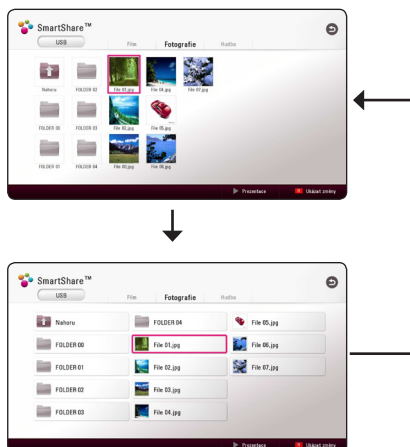 SmartShare™
USB Film Fotografie Hudba
Nahoru FOLDER 02 File 01.jpg File 04.jpg File 07.jpg
FOLDER 00 FOLDER 03 File 02.jpg File 05.jpg
FOLDER 01 FOLDER 04 File 03.jpg File 06.jpg
Prezentace Ukázat změny
SmartShare™
USB Film Fotografie Hudba
Nahoru FOLDER 04 File 05.jpg
FOLDER 00 File 01.jpg File 06.jpg
FOLDER 01 File 02.jpg File 07.jpg
FOLDER 02 File 03.jpg
FOLDER 03 File 04.jpg
Prezentace Ukázat změny